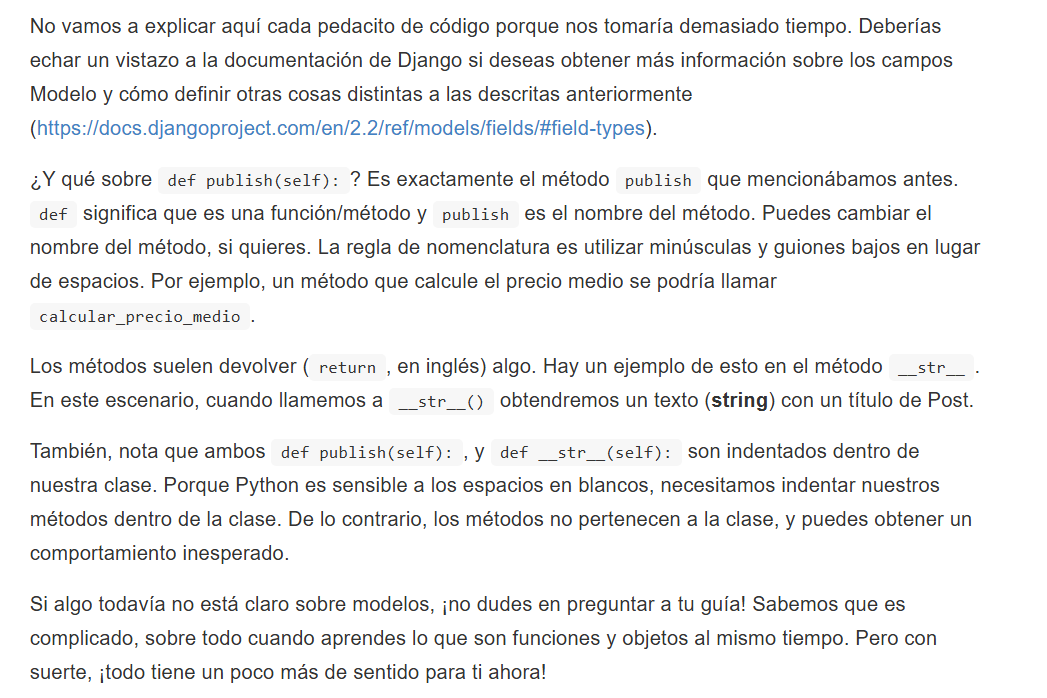 No vamos a explicar aquí cada pedacito de código porque nos tomaría demasiado tiempo. Deberías
echar un vistazo a la documentación de Django si deseas obtener más información sobre los campos
Modelo y cómo definir otras cosas distintas a las descritas anteriormente
(https://docs.djangoproject.com/en/2.2/ref/models/fields/#field-types).
¿Y qué sobre def publish(self): ? Es exactamente el método publish que mencionábamos antes.
def significa que es una función/método y publish es el nombre del método. Puedes cambiar el
nombre del método, si quieres. La regla de nomenclatura es utilizar minúsculas y guiones bajos en lugar
de espacios. Por ejemplo, un método que calcule el precio medio se podría llamar
calcular_precio_medio .
Los métodos suelen devolver ( return , en inglés) algo. Hay un ejemplo de esto en el método __str__ .
En este escenario, cuando llamemos a __str__() obtendremos un texto (string) con un título de Post.
También, nota que ambos def publish(self): , y def __str__(self): son indentados dentro de
nuestra clase. Porque Python es sensible a los espacios en blancos, necesitamos indentar nuestros
métodos dentro de la clase. De lo contrario, los métodos no pertenecen a la clase, y puedes obtener un
comportamiento inesperado.
Si algo todavía no está claro sobre modelos, ¡no dudes en preguntar a tu guía! Sabemos que es
complicado, sobre todo cuando aprendes lo que son funciones y objetos al mismo tiempo. Pero con
suerte, ¡todo tiene un poco más de sentido para ti ahora!